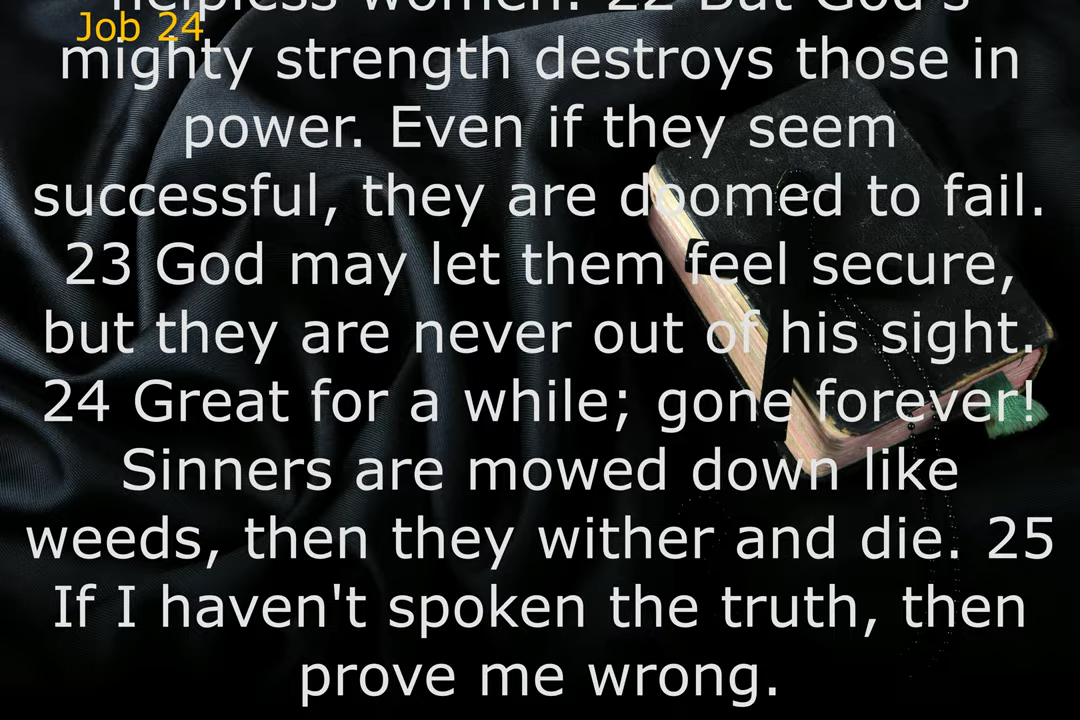 helpless women. 22 But God's
Job 24
mighty strength destroys those in
power. Even if they seem
successful, they are doomed to fail.
23 God may let them feel secure,
but they are never out of his sight.
24 Great for a while; gone forever!
Sinners are mowed down like
weeds, then they wither and die. 25
If I haven't spoken the truth, then
prove me wrong.